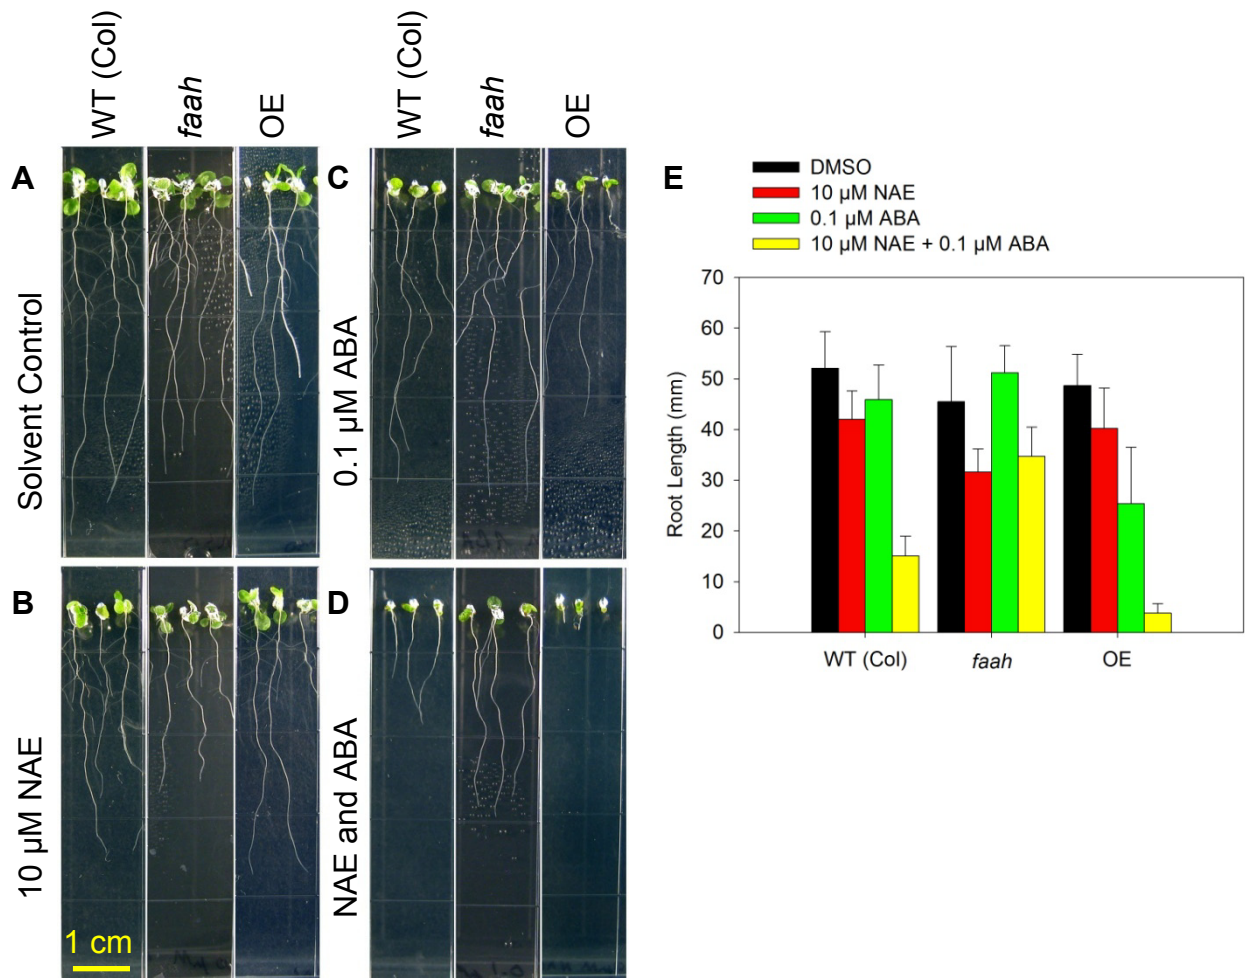 WT (Col)
faah
OE
WT (Col)
faah
OE
A
Solvent Control
C
0.1 µM ABA
B
10 µM NAE
1 cm
D
NAE and ABA
E
DMSO
10 µM NAE
0.1 µM ABA
10 µM NAE + 0.1 µM ABA
Root Length (mm)
70
60
50
40
30
20
10
0
WT (Col)
faah
OE